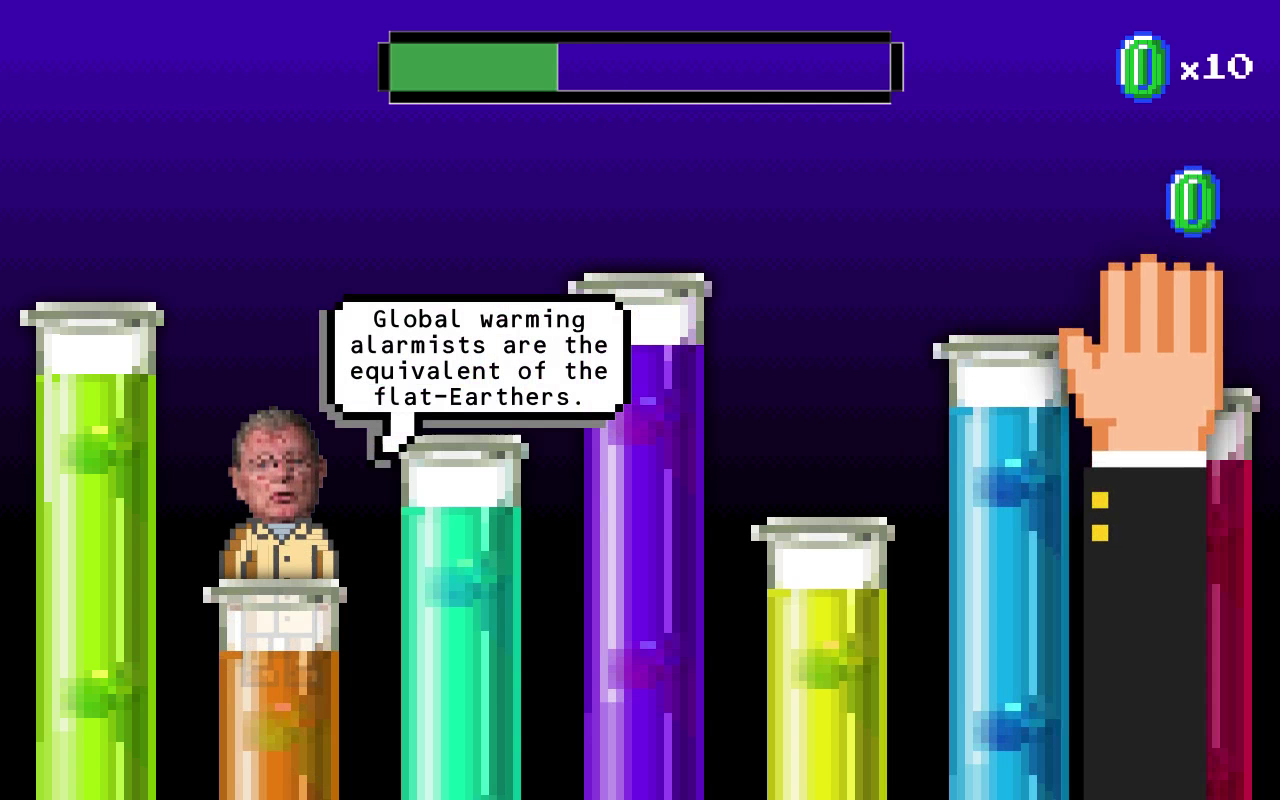 x10
Global warming
alarmists are the
equivalent of the
flat-Earthers.